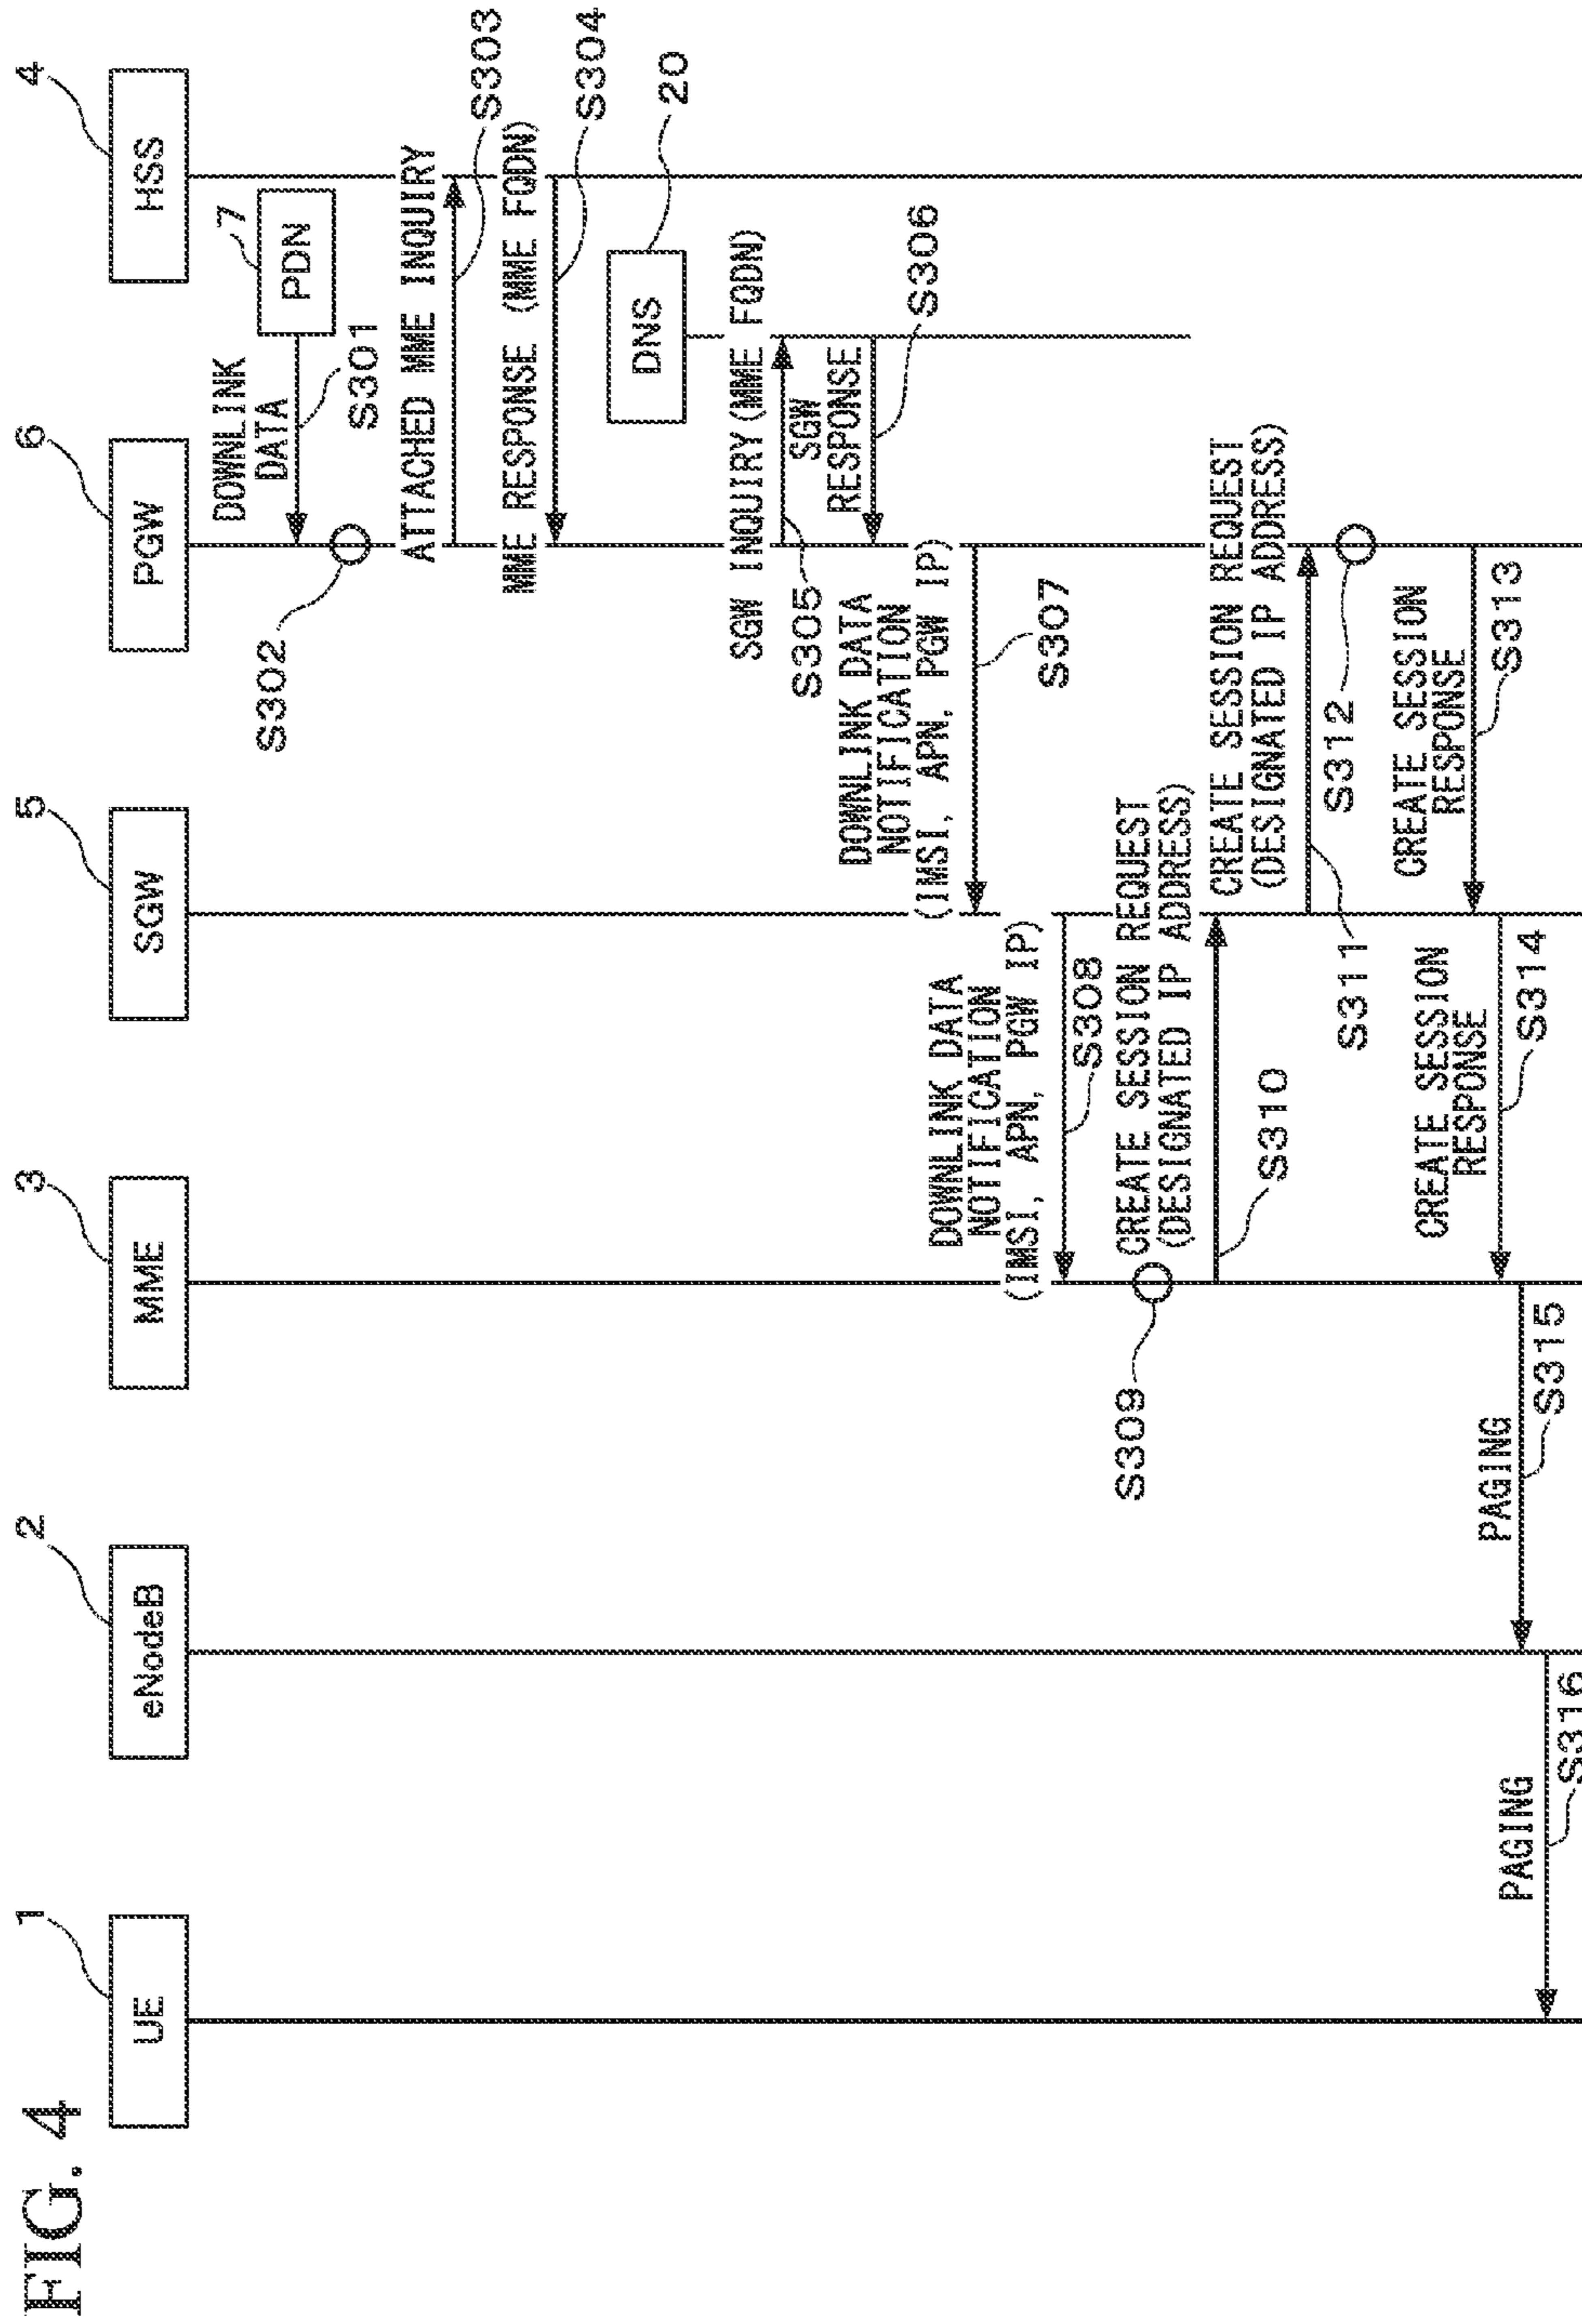 FIG. 4
1
UE
2
eNodeB
3
MME
5
SGW
6
PGW
4
HSS
7
PDN
DOWNLINK
DATA
S301
S302
ATTACHED MME INQUIRY
S303
MME RESPONSE (MME FQDN)
S304
DNS
20
SGW INQUIRY(MME FQDN)
S305
SGW
RESPONSE
S306
DOWNLINK DATA
NOTIFICATION
(IMSI, APN, PGW IP)
S307
DOWNLINK DATA
NOTIFICATION
(IMSI, APN, PGW IP)
S308
S309
CREATE SESSION REQUEST
(DESIGNATED IP ADDRESS)
S310
CREATE SESSION REQUEST
(DESIGNATED IP ADDRESS)
S311
S312
CREATE SESSION
RESPONSE
S313
CREATE SESSION
RESPONSE
S314
PAGING
S315
PAGING
S316